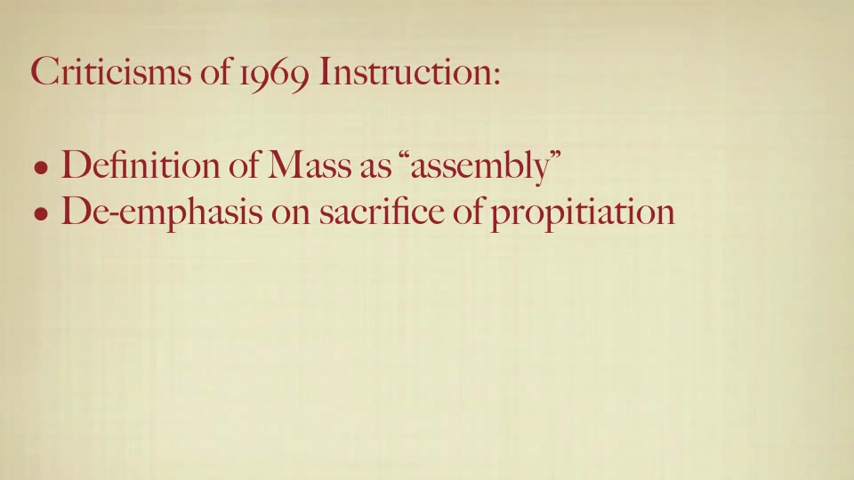 Criticisms of 1969 Instruction:
• Definition of Mass as “assembly”
• De-emphasis on sacrifice of propitiation